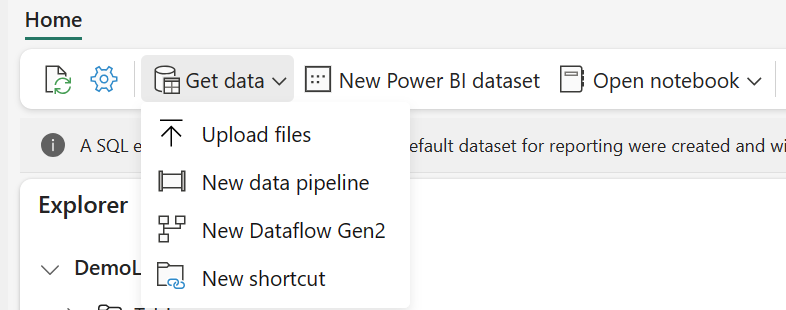 Home
Get data New Power BI dataset Open notebook
Upload files
A SQL efault dataset for reporting were created and wi
New data pipeline
Explorer
New Dataflow Gen2
DemoL
New shortcut